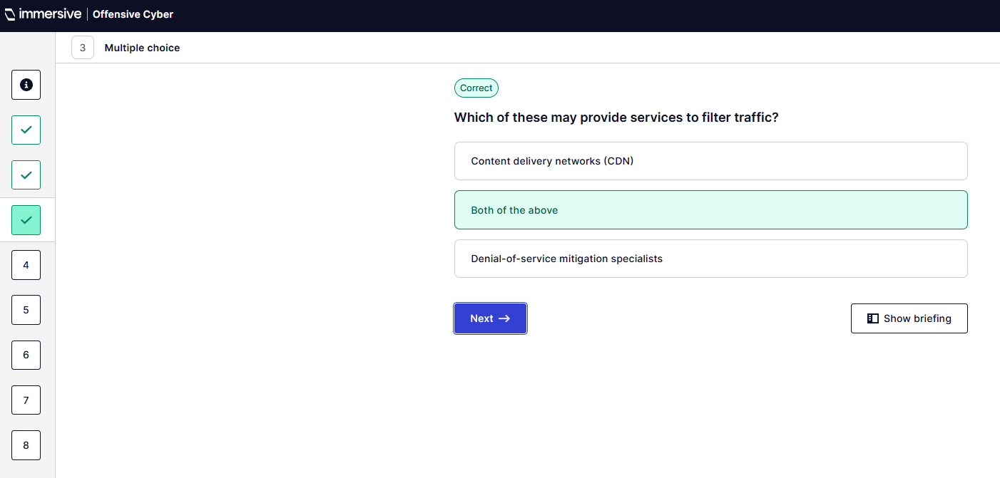 immersive | Offensive Cyber
3 Multiple choice
Correct
Which of these may provide services to filter traffic?
Content delivery networks (CDN)
Both of the above
Denial-of-service mitigation specialists
Next →
Show briefing
4
5
6
7
8